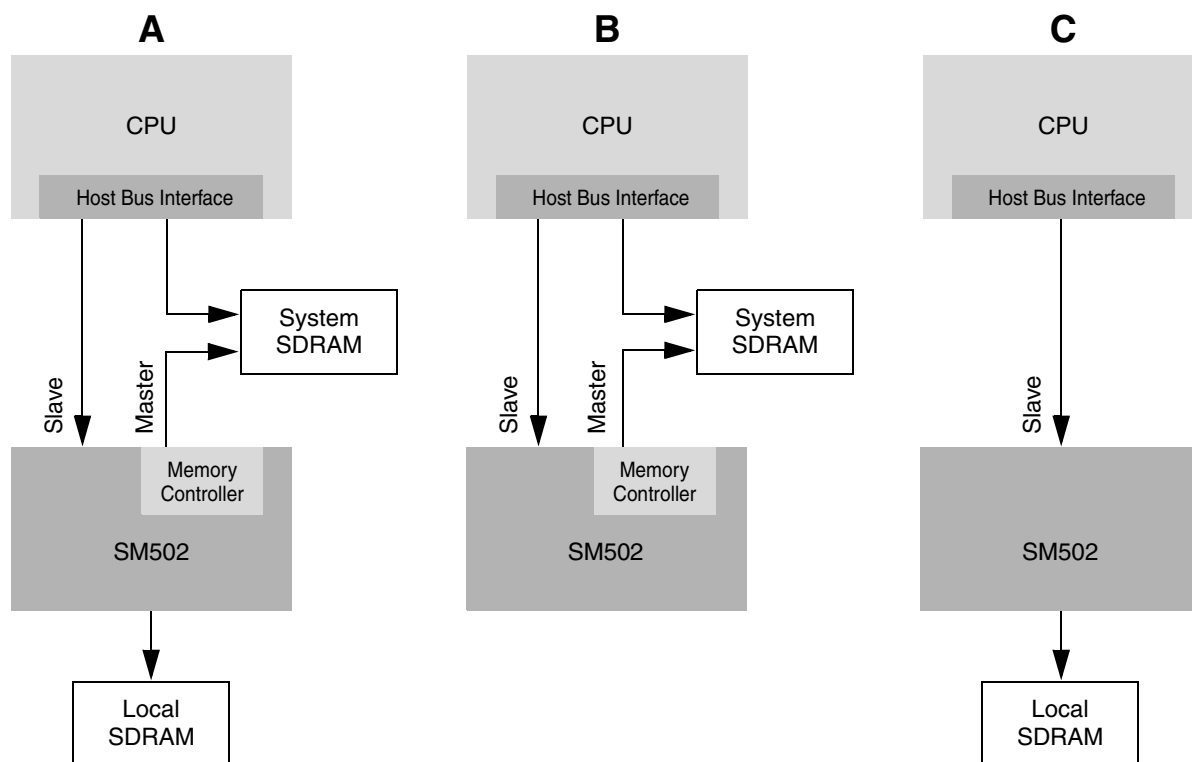 A
CPU
Host Bus Interface
System
SDRAM
Slave
Master
Memory
Controller
SM502
Local
SDRAM
B
CPU
Host Bus Interface
System
SDRAM
Slave
Master
Memory
Controller
SM502
C
CPU
Host Bus Interface
Slave
SM502
Local
SDRAM